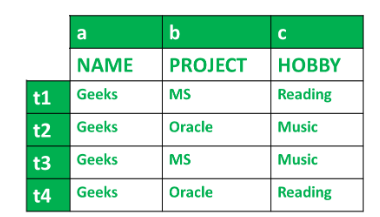 a b c
NAME PROJECT HOBBY
t1 Geeks MS Reading
t2 Geeks Oracle Music
t3 Geeks MS Music
t4 Geeks Oracle Reading